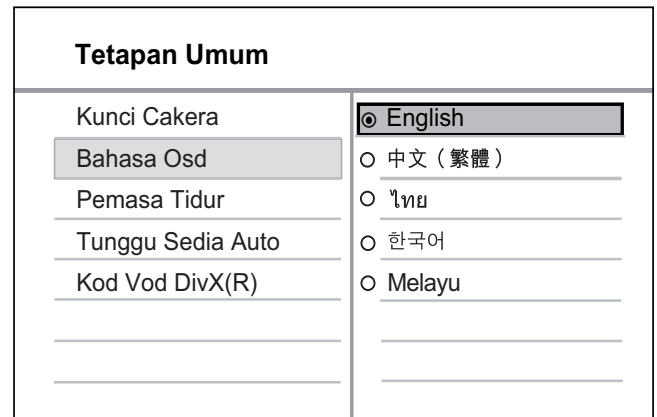 Tetapan Umum
Kunci Cakera
Bahasa Osd
Pemasa Tidur
Tunggu Sedia Auto
Kod Vod DivX(R)
English
中文（繁體）
ไทย
한국어
Melayu